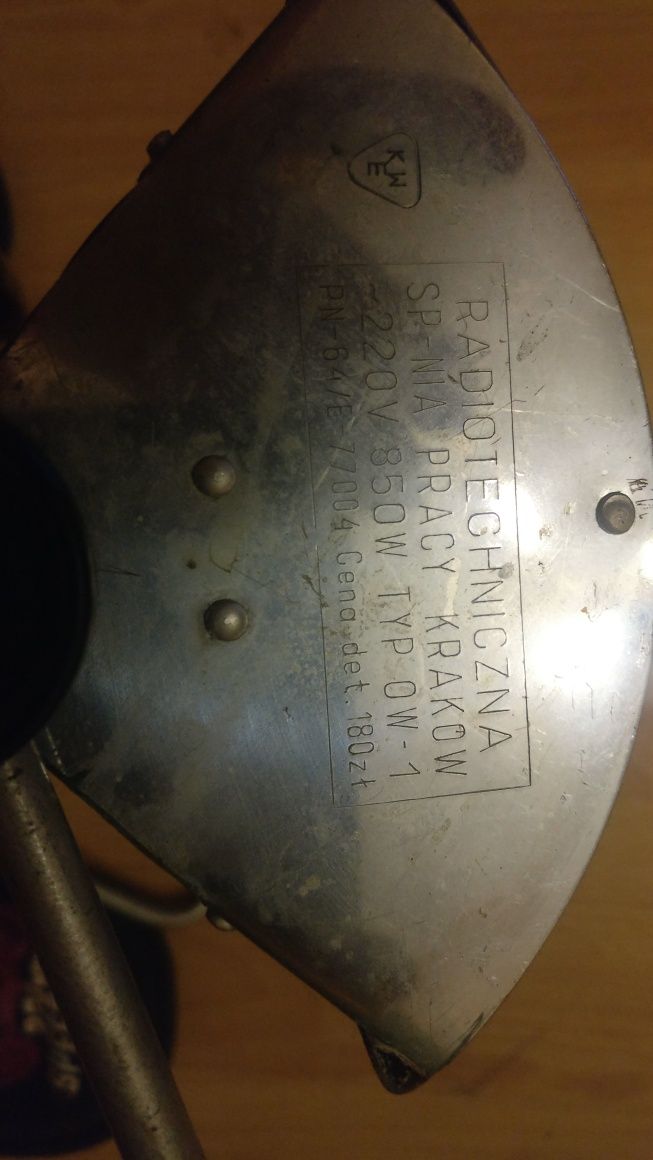 KWE
RADIOTECHNICZNA
SP-NIA PRACY KRAKÓW
~220V 850W TYP OW-1
PN-64/E-77004 Cena det. 180zł